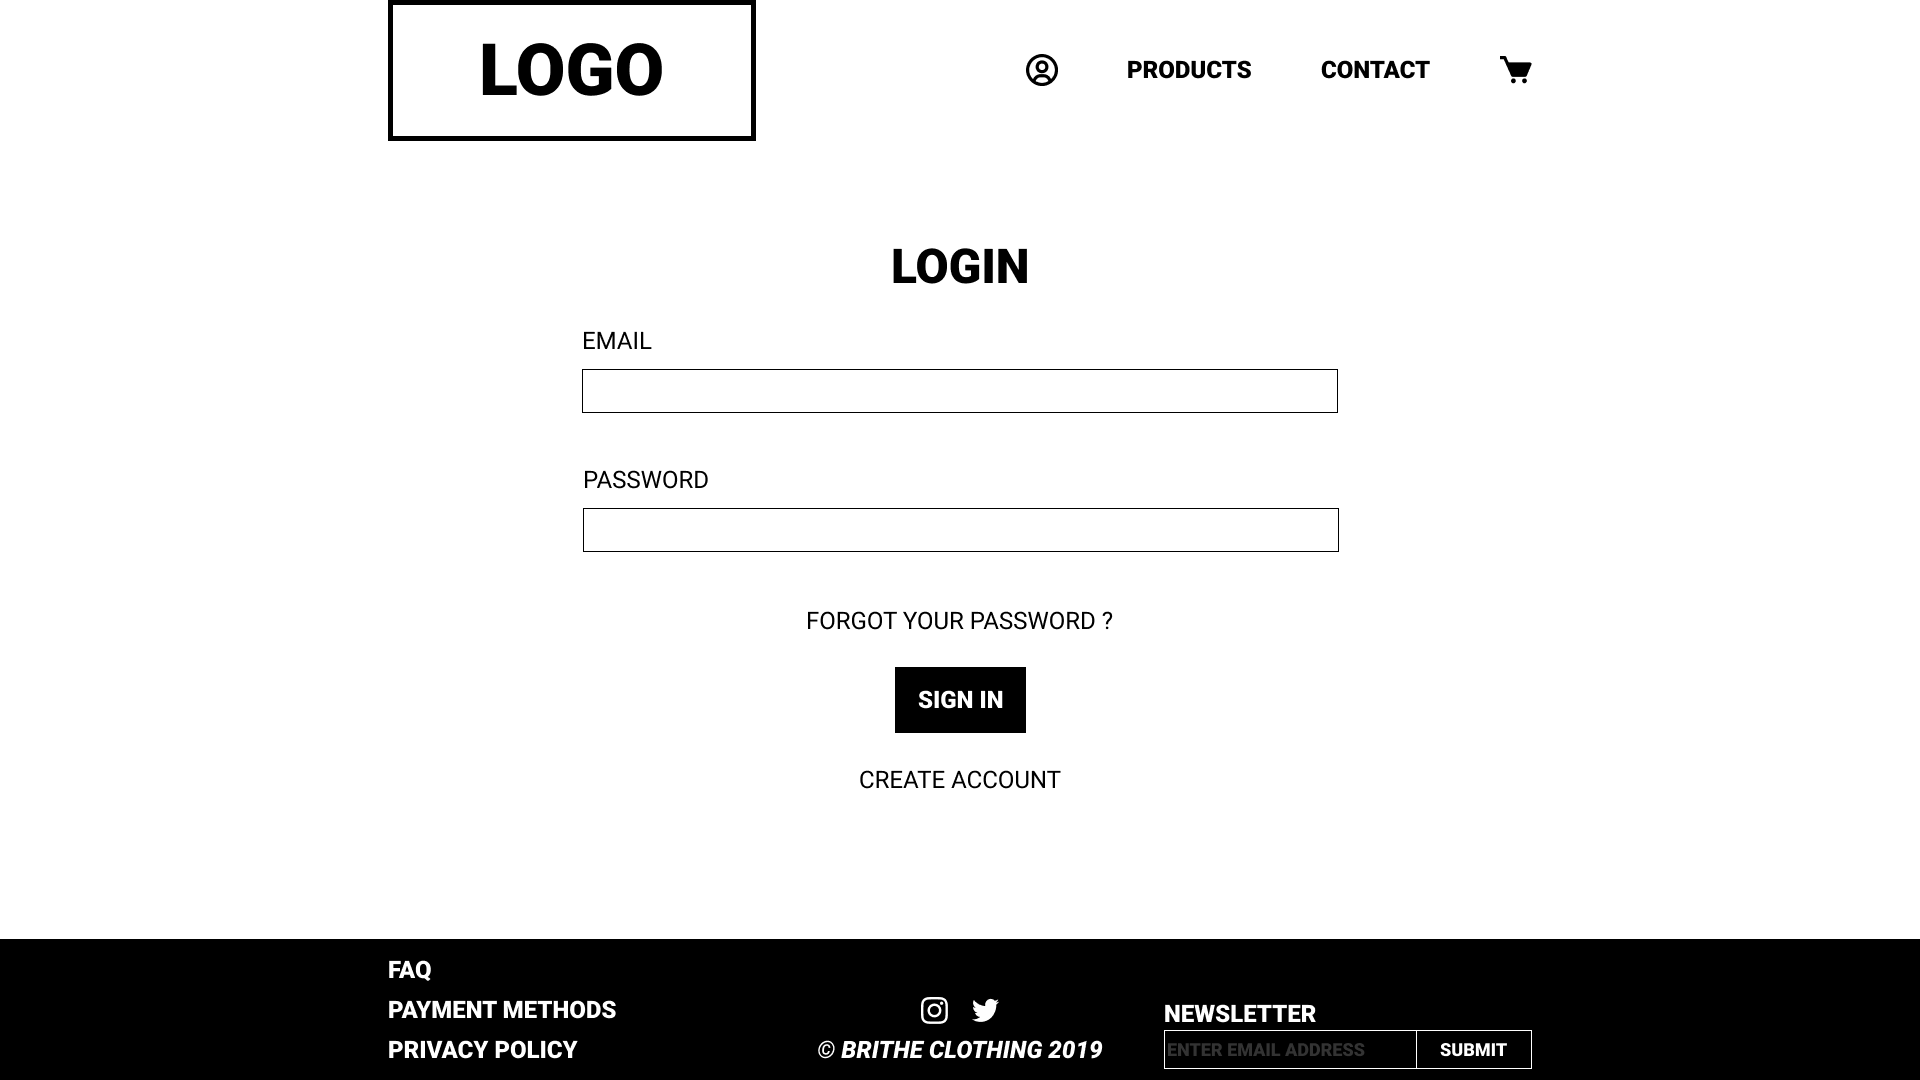 LOGO
PRODUCTS
CONTACT
LOGIN
EMAIL
PASSWORD
FORGOT YOUR PASSWORD ?
SIGN IN
CREATE ACCOUNT
FAQ
PAYMENT METHODS
PRIVACY POLICY
© BRITHE CLOTHING 2019
NEWSLETTER
ENTER EMAIL ADDRESS
SUBMIT